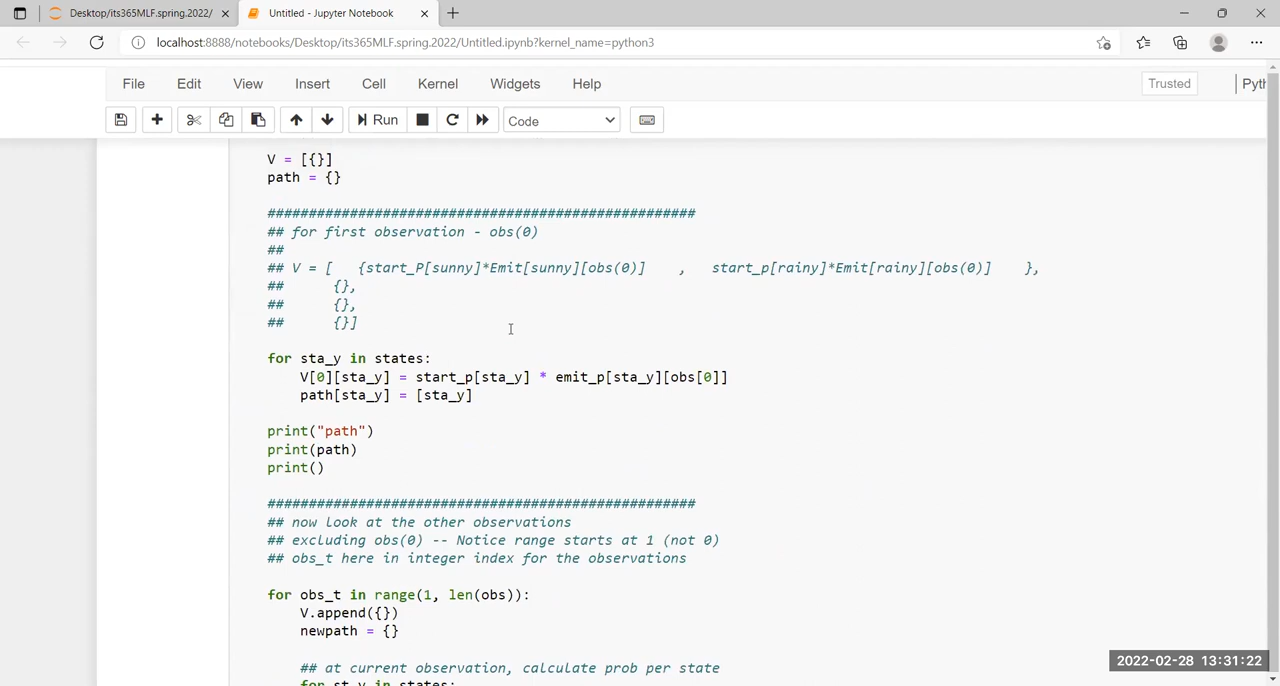 Desktop/its365MLF.spring.2022/
Untitled - Jupyter Notebook
localhost:8888/notebooks/Desktop/its365MLF.spring.2022/Untitled.ipynb?kernel_name=python3
File Edit View Insert Cell Kernel Widgets Help Trusted Pyth
Run Code
V = [{}]
path = {}
####################################################
## for first observation - obs(0)
##
## V = [   {start_P[sunny]*Emit[sunny][obs(0)]    ,   start_p[rainy]*Emit[rainy][obs(0)]    },
##      {},
##      {},
##      {}]
for sta_y in states:
    V[0][sta_y] = start_p[sta_y] * emit_p[sta_y][obs[0]]
    path[sta_y] = [sta_y]
print("path")
print(path)
print()
####################################################
## now Look at the other observations
## excluding obs(0) -- Notice range starts at 1 (not 0)
## obs_t here in integer index for the observations
for obs_t in range(1, len(obs)):
    V.append({})
    newpath = {}
    ## at current observation, calculate prob per state
    for st_y in states:
2022-02-28 13:31:22